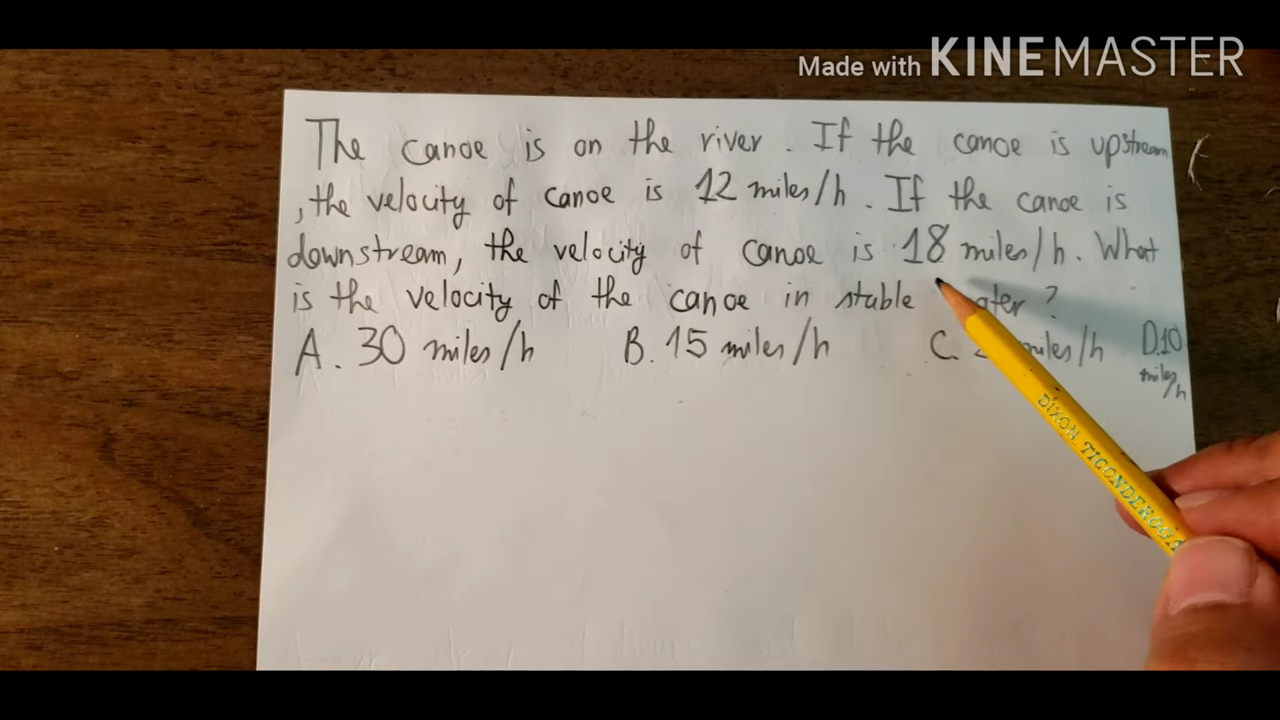 Made with KINEMASTER
The canoe is on the river. If the canoe is upstream
, the velocity of canoe is 12 miles/h. If the canoe is
downstream, the velocity of canoe is 18 miles/h. What
is the velocity of the canoe in stable ater?
A. 30 miles/h B. 15 miles/h C. miles/h D.10
miles/h
DIXON TICONDEROGA